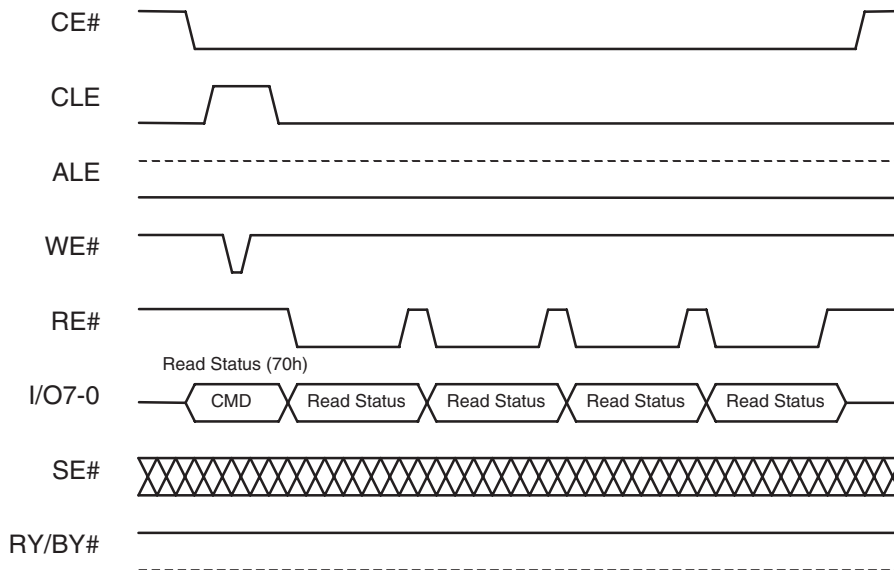 CE#
CLE
ALE
WE#
RE#
Read Status (70h)
I/O7-0
CMD
Read Status
Read Status
Read Status
Read Status
SE#
RY/BY#